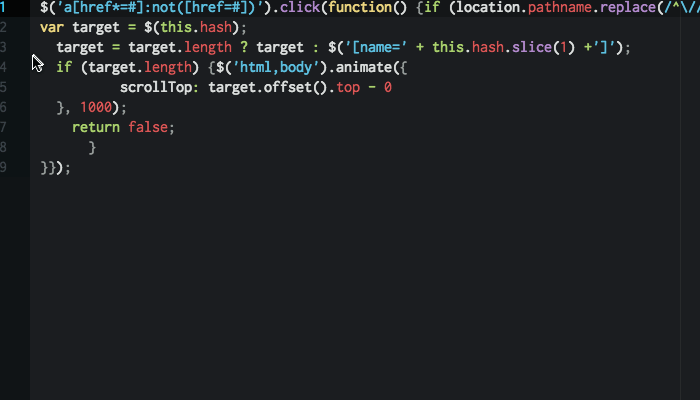 1 $('a[href*=#]:not([href=#])').click(function() {if (location.pathname.replace(/^\/
2 var target = $(this.hash);
3 target = target.length ? target : $('[name=' + this.hash.slice(1) +']');
4 if (target.length) {$('html,body').animate({
5 scrollTop: target.offset().top - 0
6 }, 1000);
7 return false;
8 }
9 }});